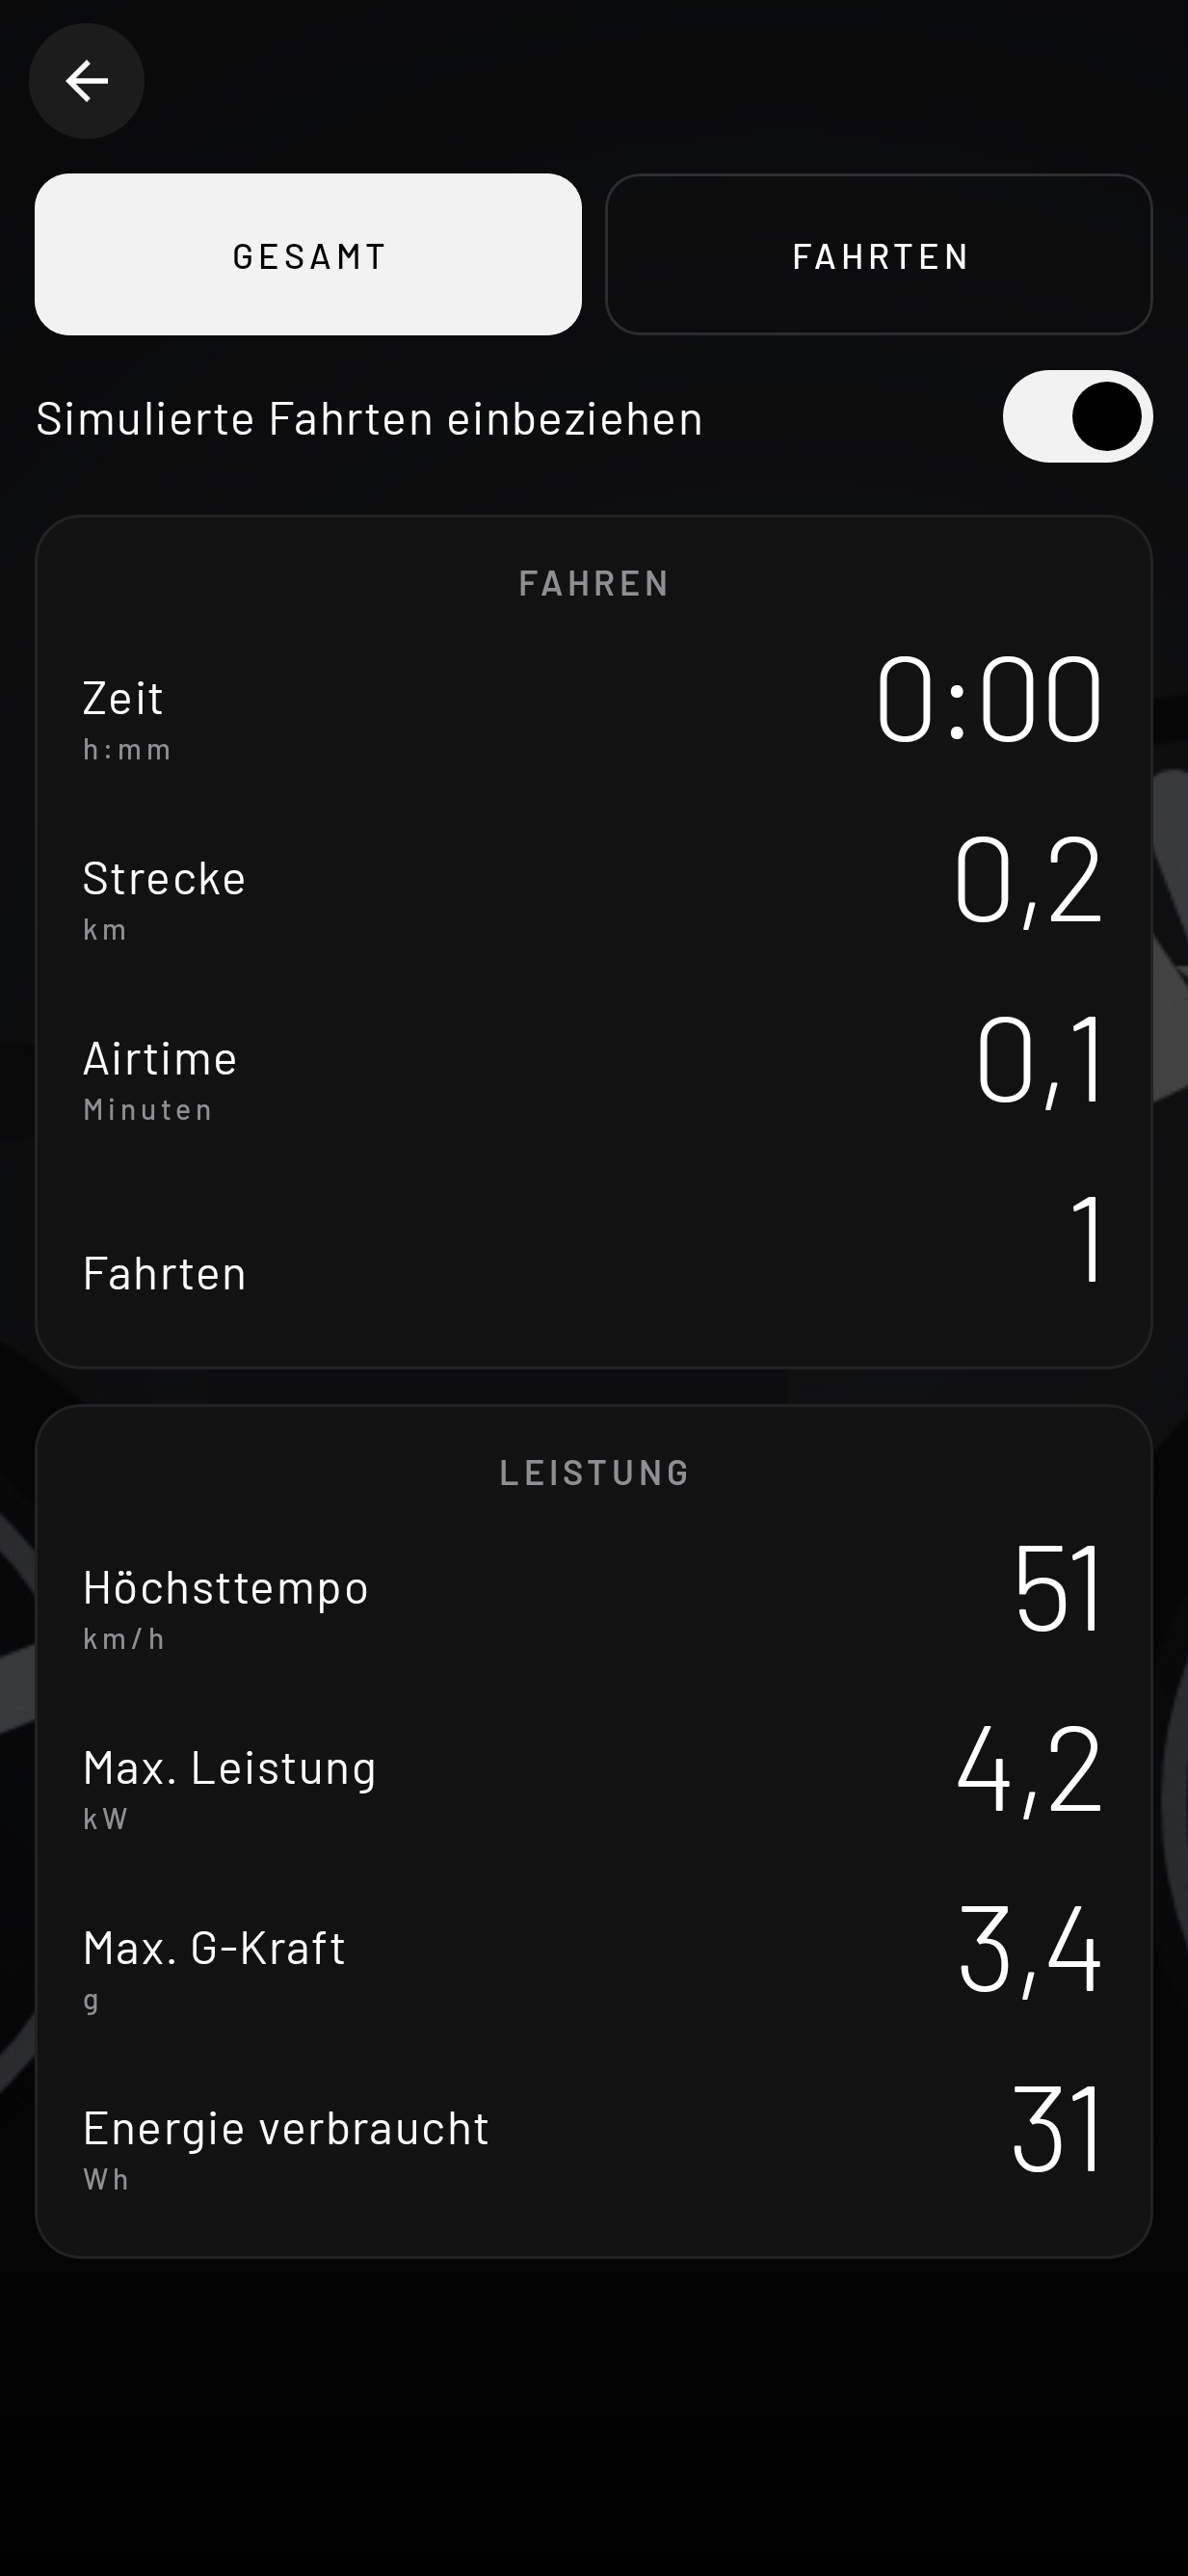 GESAMT
FAHRTEN
Simulierte Fahrten einbeziehen
FAHREN
Zeit
h:mm
0:00
Strecke
km
0,2
Airtime
Minuten
0,1
Fahrten
1
LEISTUNG
Höchsttempo
km/h
51
Max. Leistung
kW
4,2
Max. G-Kraft
g
3,4
Energie verbraucht
Wh
31